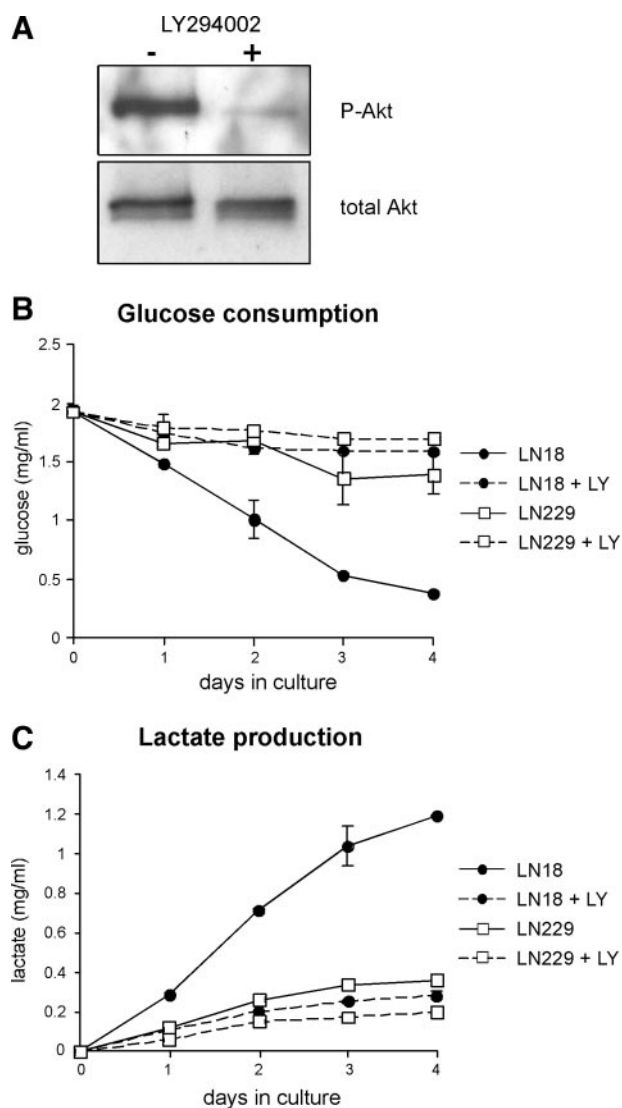 A
LY294002
- +
P-Akt
total Akt
B
Glucose consumption
2.5
2
1.5
1
0.5
0
glucose (mg/ml)
0 1 2 3 4
days in culture
LN18
LN18 + LY
LN229
LN229 + LY
C
Lactate production
1.4
1.2
1
0.8
0.6
0.4
0.2
0
lactate (mg/ml)
0 1 2 3 4
days in culture
LN18
LN18 + LY
LN229
LN229 + LY